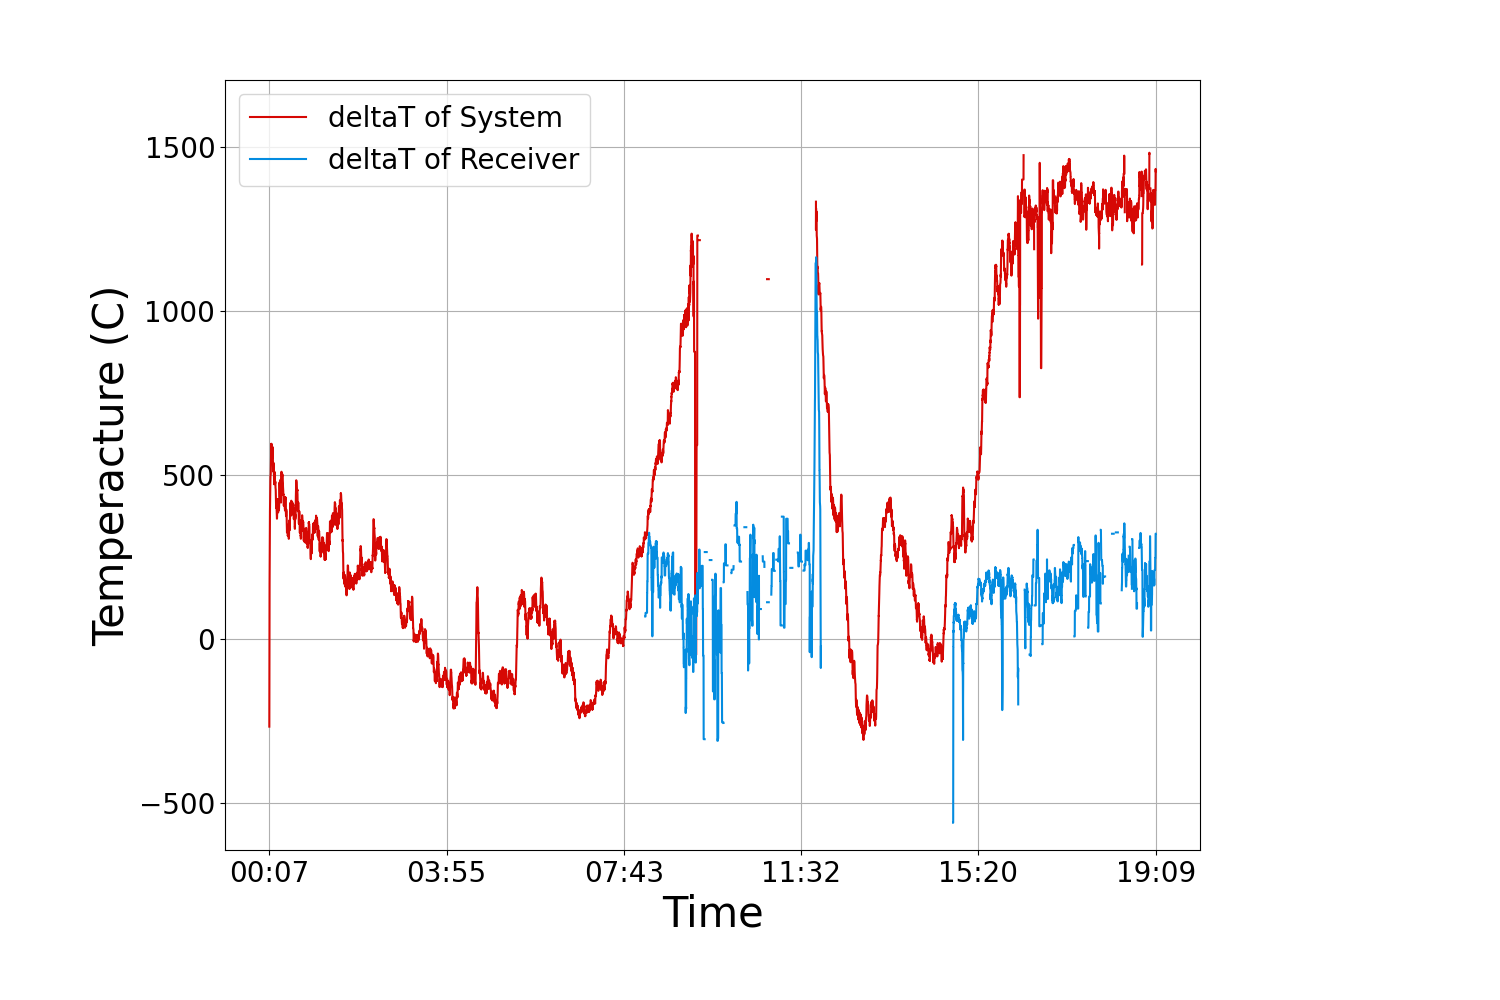 deltaT of System
deltaT of Receiver
Temperacture (C)
1500
1000
500
0
−500
00:07 03:55 07:43 11:32 15:20 19:09
Time